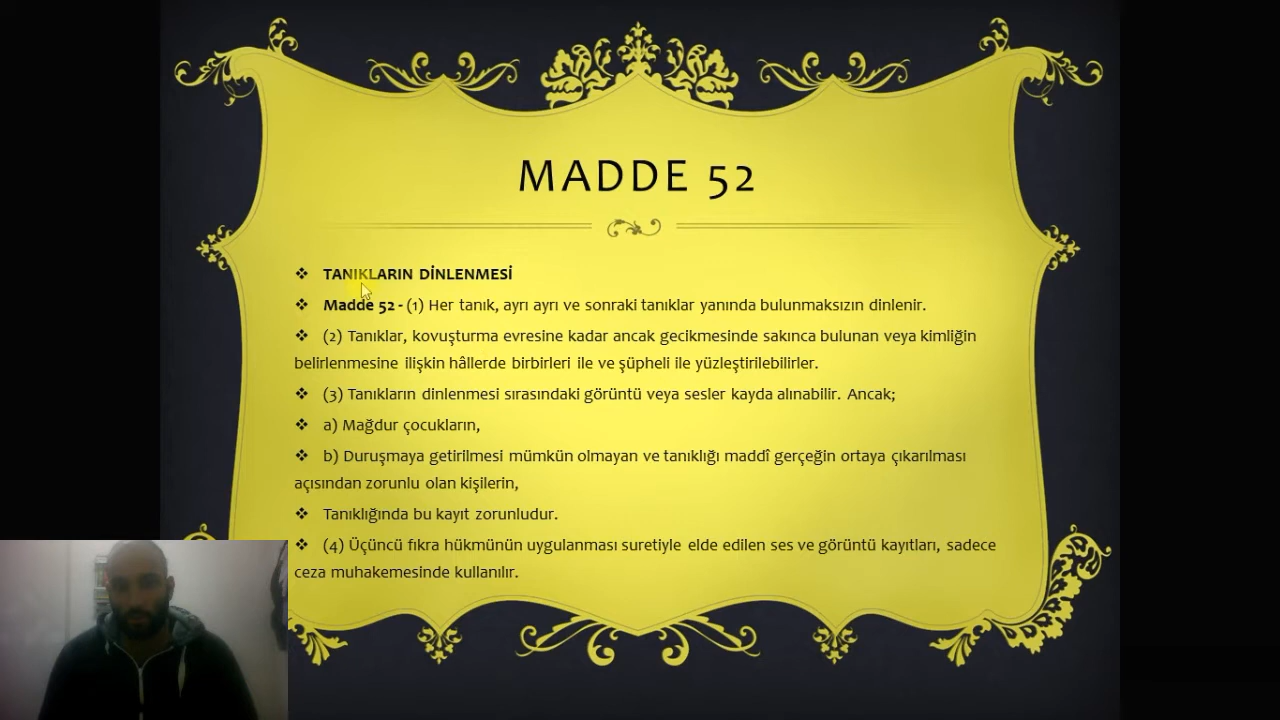 MADDE 52
TANIKLARIN DİNLENMESİ
Madde 52 - (1) Her tanık, ayrı ayrı ve sonraki tanıklar yanında bulunmaksızın dinlenir.
(2) Tanıklar, kovuşturma evresine kadar ancak gecikmesinde sakınca bulunan veya kimliğin
belirlenmesine ilişkin hâllerde birbirleri ile ve şüpheli ile yüzleştirilebilirler.
(3) Tanıkların dinlenmesi sırasındaki görüntü veya sesler kayda alınabilir. Ancak;
a) Mağdur çocukların,
b) Duruşmaya getirilmesi mümkün olmayan ve tanıklığı maddî gerçeğin ortaya çıkarılması
açısından zorunlu olan kişilerin,
Tanıklığında bu kayıt zorunludur.
(4) Üçüncü fıkra hükmünün uygulanması suretiyle elde edilen ses ve görüntü kayıtları, sadece
ceza muhakemesinde kullanılır.